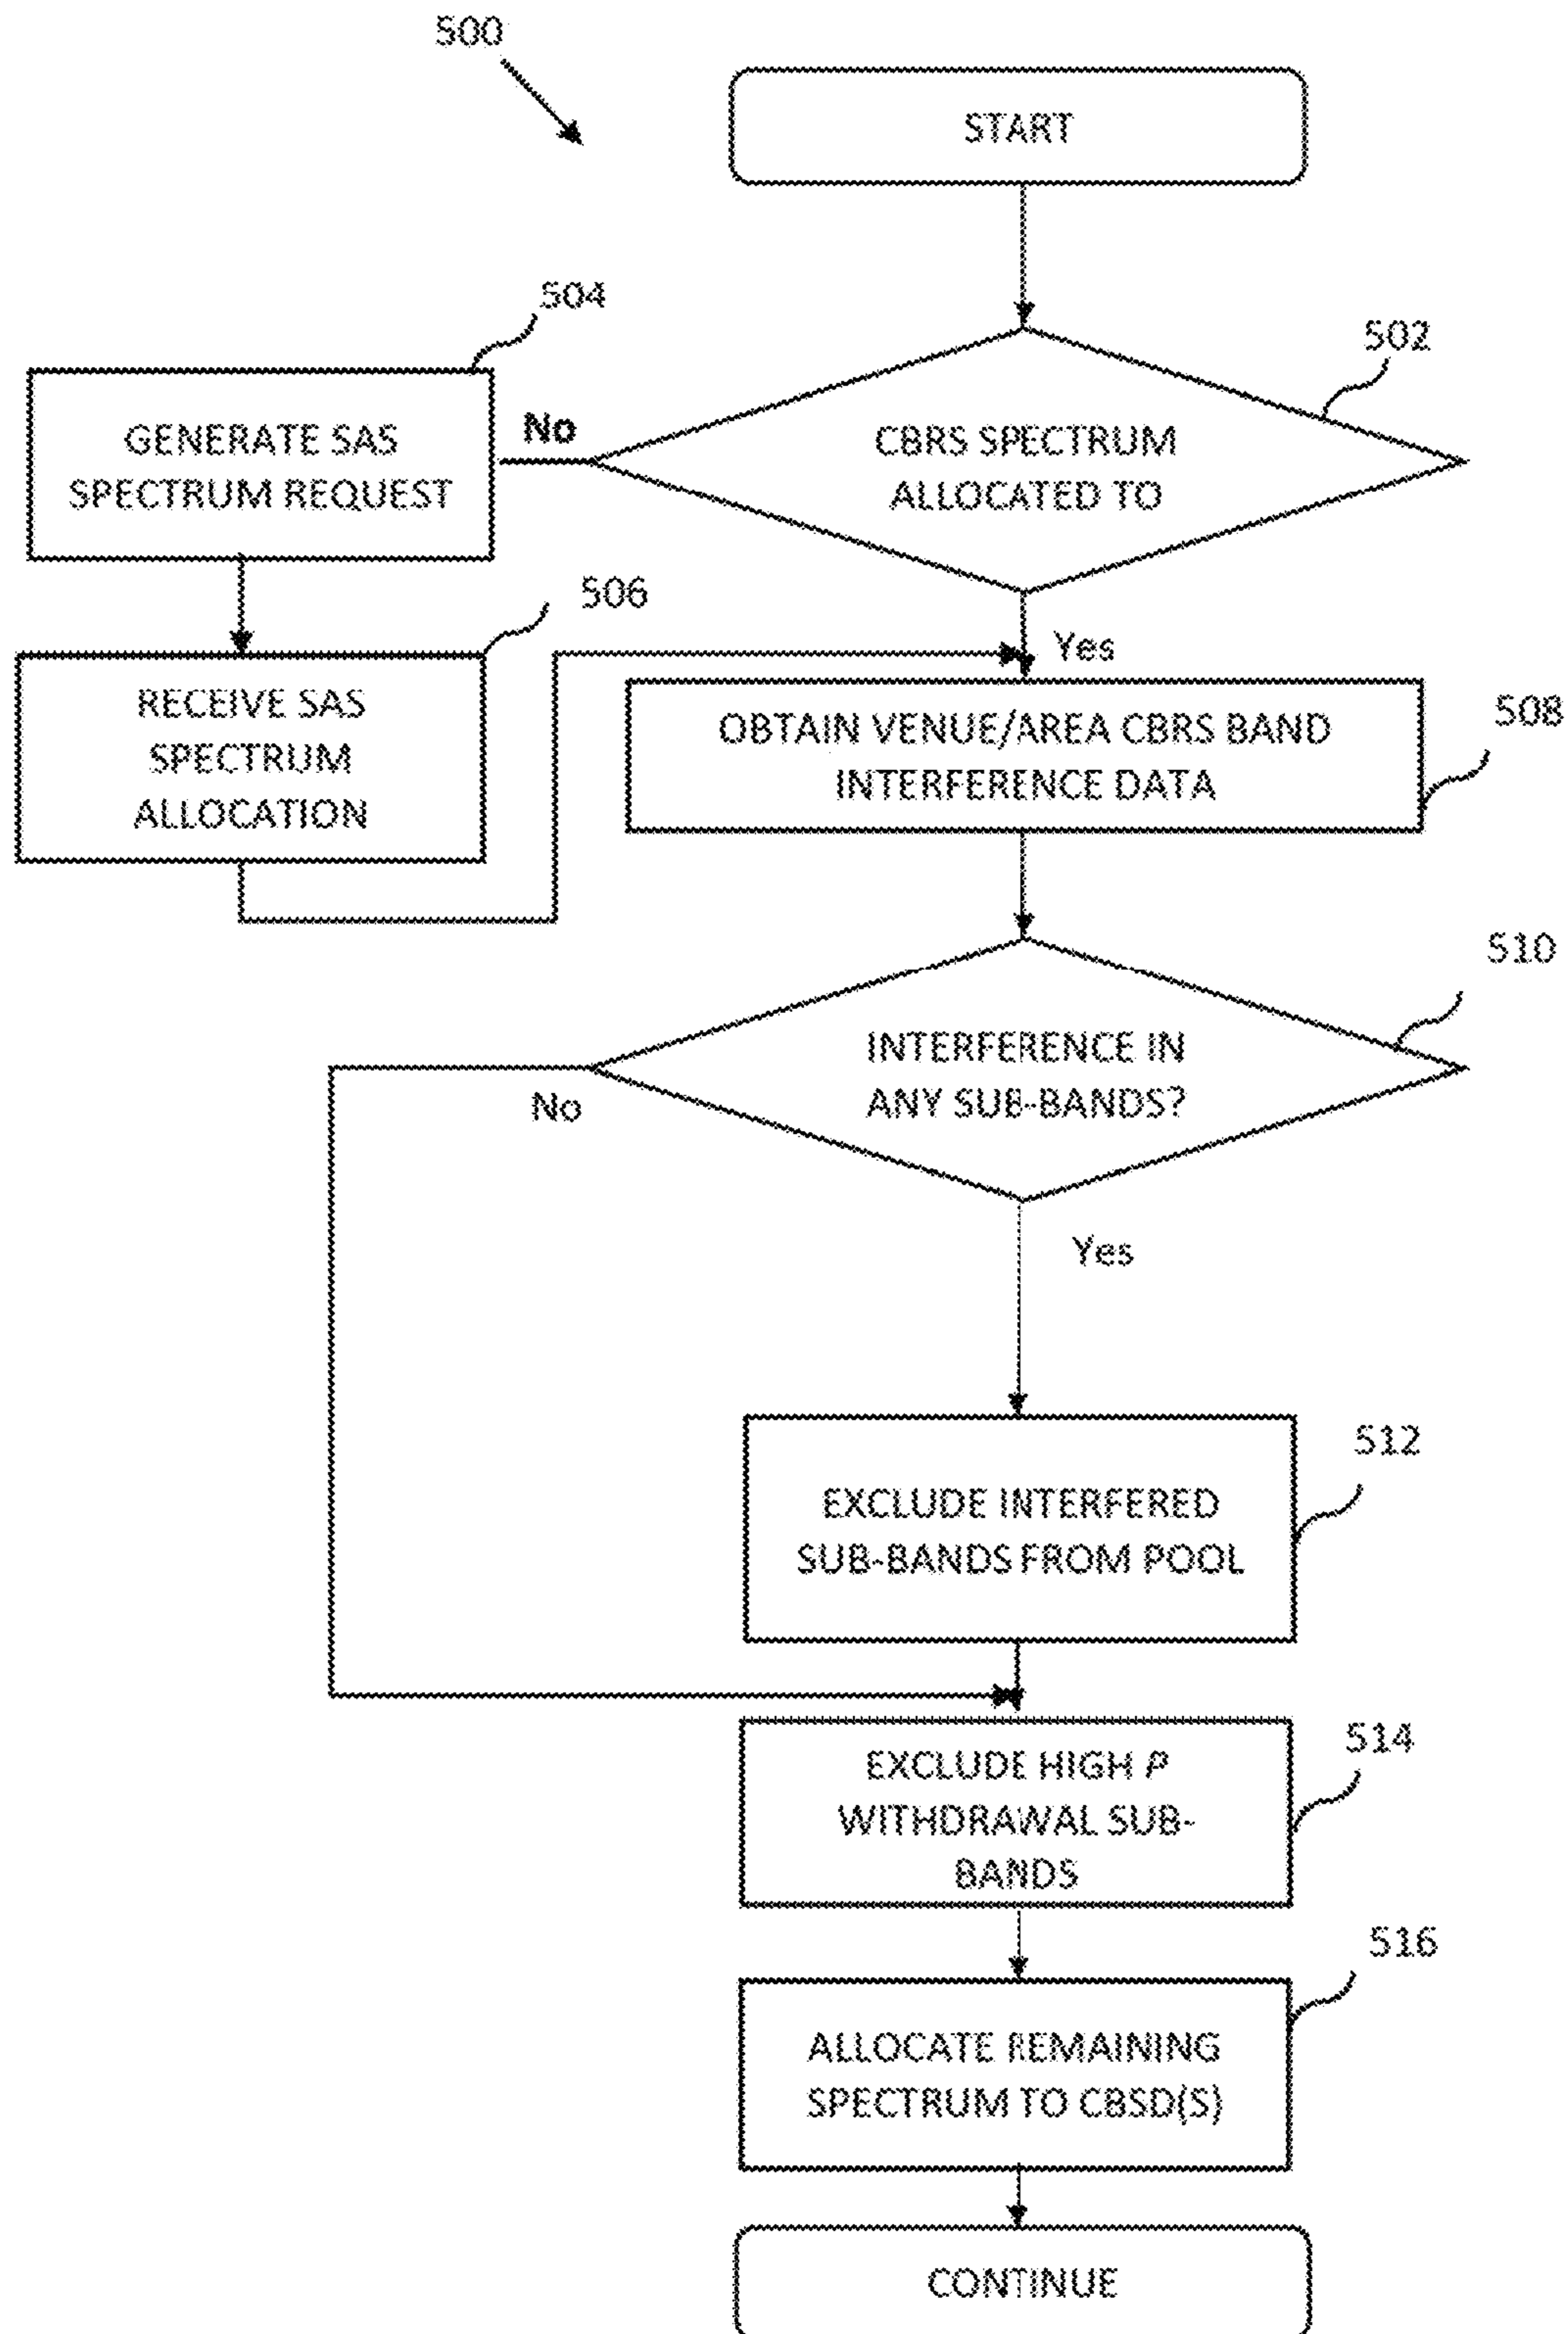 500
START
504
502
GENERATE SAS
SPECTRUM REQUEST
No
CBRS SPECTRUM
ALLOCATED TO
506
Yes
RECEIVE SAS
SPECTRUM
ALLOCATION
OBTAIN VENUE/AREA CBRS BAND
INTERFERENCE DATA
508
510
INTERFERENCE IN
ANY SUB-BANDS?
No
Yes
512
EXCLUDE INTERFERED
SUB-BANDS FROM POOL
514
EXCLUDE HIGH P
WITHDRAWAL SUB-
BANDS
516
ALLOCATE REMAINING
SPECTRUM TO CBSD(S)
CONTINUE